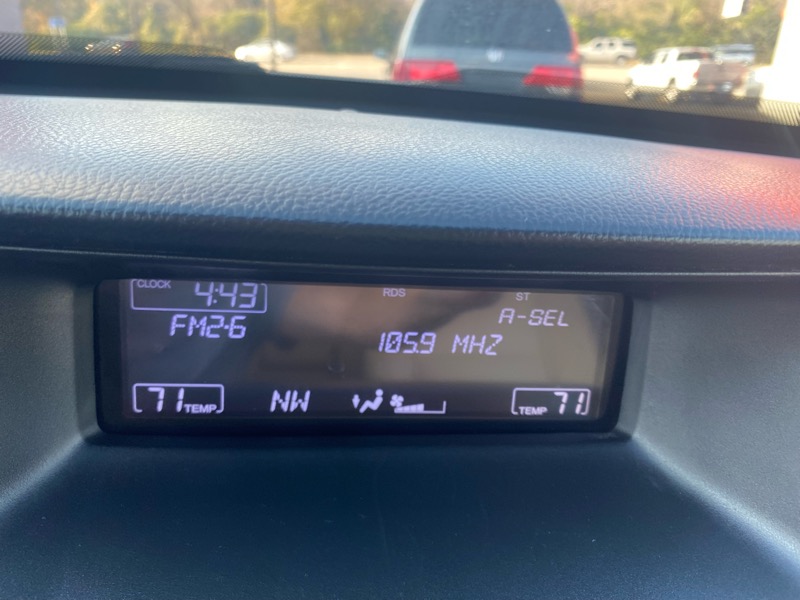 CLOCK 4:43 RDS ST
FM2-6 A-SEL
105.9 MHZ
71 TEMP NW TEMP 71